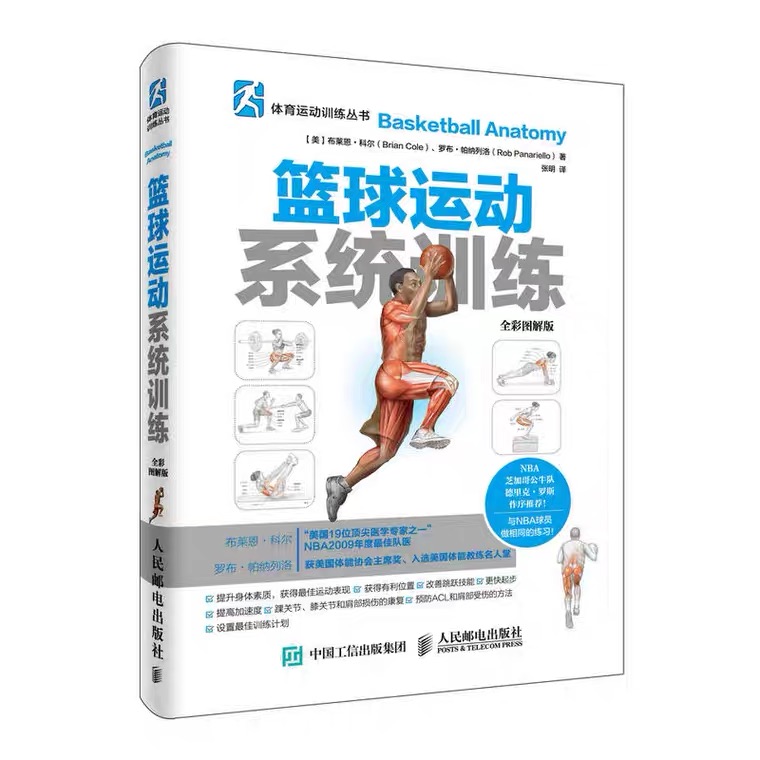 体育运动
训练丛书
Basketball
Anatomy
篮球运动
系统训练
全彩
图解版
人民邮电出版社
体育运动训练丛书
Basketball Anatomy
【美】布莱恩·科尔(Brian Cole)、罗布·帕纳列洛(Rob Panariello)著
张明 译
篮球运动
系统训练
全彩图解版
NBA
芝加哥公牛队
德里克·罗斯
作序推荐!
与NBA球员
做相同的练习!
布莱恩·科尔
“美国19位顶尖医学专家之一”
NBA2009年度最佳队医
罗布·帕纳列洛
获美国体能协会主席奖、入选美国体能教练名人堂
提升身体素质,获得最佳运动表现 获得有利位置 改善跳跃技能 更快起步
提高加速度 踝关节、膝关节和肩部损伤的康复 预防ACL和肩部受伤的方法
设置最佳训练计划
中国工信出版集团
人民邮电出版社
POSTS & TELECOM PRESS